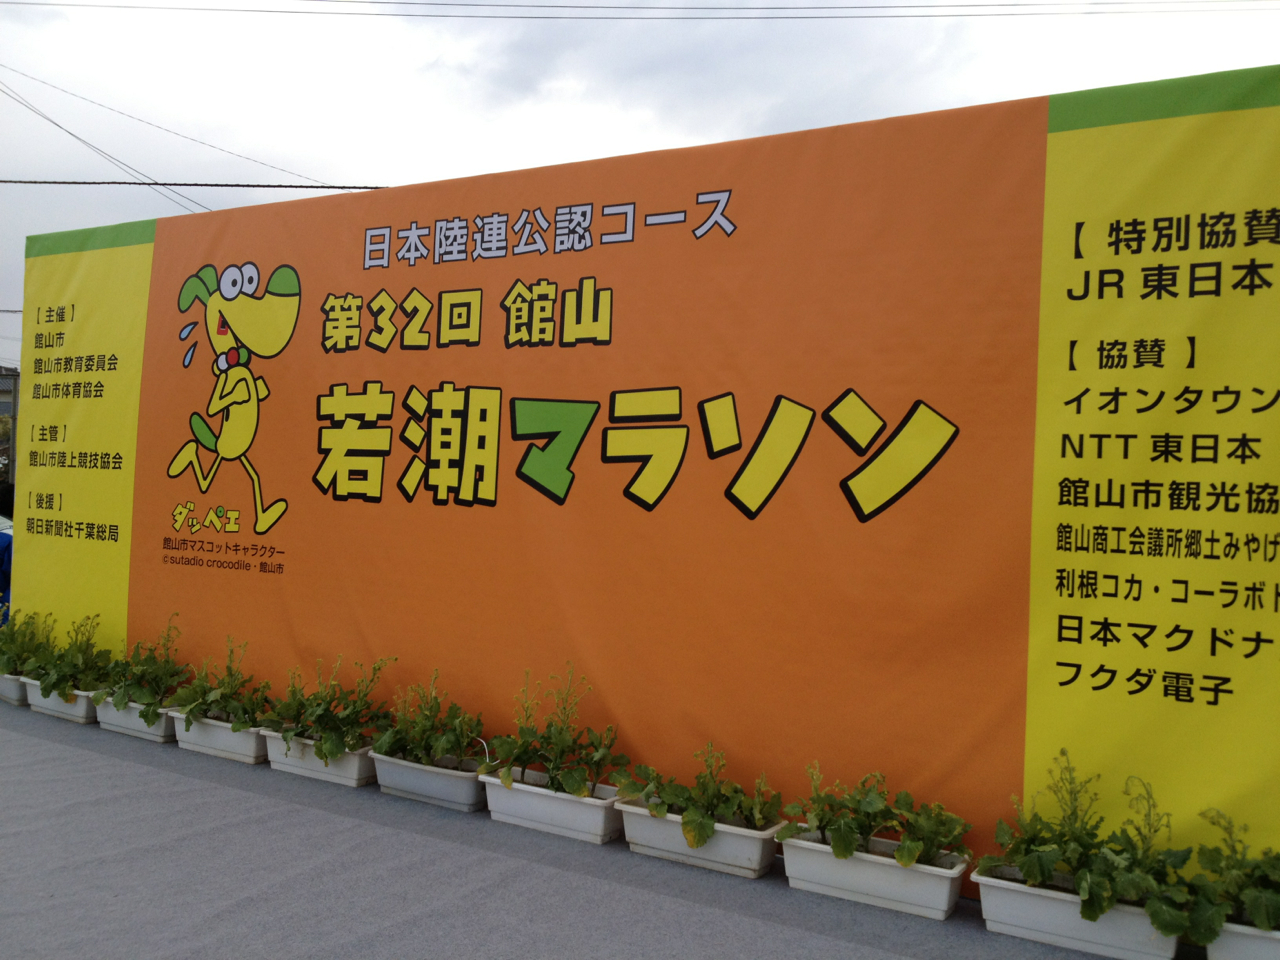 【主催】
館山市
館山市教育委員会
館山市体育協会
【主管】
館山市陸上競技協会
【後援】
朝日新聞社千葉総局
日本陸連公認コース
第32回 館山
若潮マラソン
ダッペエ
館山市マスコットキャラクター
©sutadio crocodile・館山市
【特別協賛
JR 東日本
【協賛】
イオンタウン
NTT 東日本
館山市観光協
館山商工会議所郷土みやげ
利根コカ・コーラボト
日本マクドナ
フクダ電子